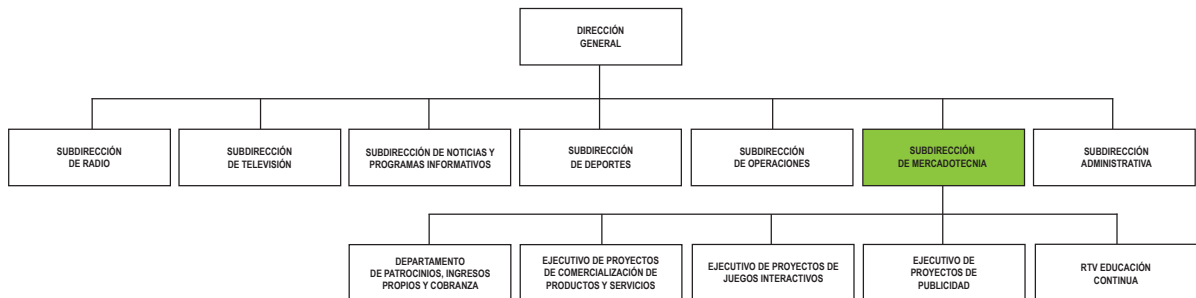 DIRECCIÓN
GENERAL
SUBDIRECCIÓN
DE RADIO
SUBDIRECCIÓN
DE TELEVISIÓN
SUBDIRECCIÓN DE NOTICIAS Y
PROGRAMAS INFORMATIVOS
SUBDIRECCIÓN
DE DEPORTES
SUBDIRECCIÓN
DE OPERACIONES
SUBDIRECCIÓN
DE MERCADOTECNIA
SUBDIRECCIÓN
ADMINISTRATIVA
DEPARTAMENTO
DE PATROCINIOS, INGRESOS
PROPIOS Y COBRANZA
EJECUTIVO DE PROYECTOS
DE COMERCIALIZACIÓN DE
PRODUCTOS Y SERVICIOS
EJECUTIVO DE PROYECTOS DE
JUEGOS INTERACTIVOS
EJECUTIVO DE
PROYECTOS DE
PUBLICIDAD
RTV EDUCACIÓN
CONTINUA